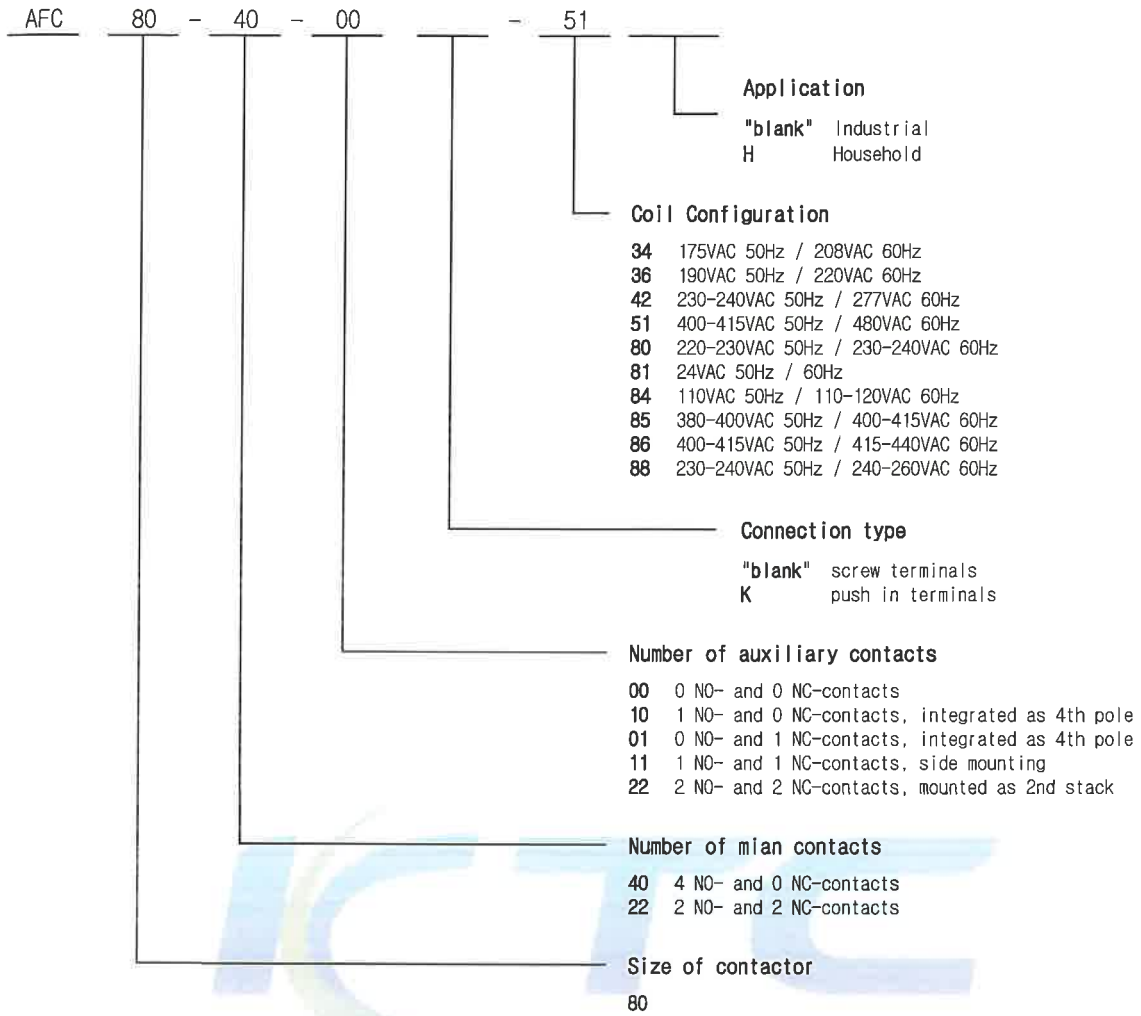 AFC 80 - 40 - 00 - 51
Application
"blank" Industrial
H Household
Coil Configuration
34 175VAC 50Hz / 208VAC 60Hz
36 190VAC 50Hz / 220VAC 60Hz
42 230-240VAC 50Hz / 277VAC 60Hz
51 400-415VAC 50Hz / 480VAC 60Hz
80 220-230VAC 50Hz / 230-240VAC 60Hz
81 24VAC 50Hz / 60Hz
84 110VAC 50Hz / 110-120VAC 60Hz
85 380-400VAC 50Hz / 400-415VAC 60Hz
86 400-415VAC 50Hz / 415-440VAC 60Hz
88 230-240VAC 50Hz / 240-260VAC 60Hz
Connection type
"blank" screw terminals
K push in terminals
Number of auxiliary contacts
00 0 NO- and 0 NC-contacts
10 1 NO- and 0 NC-contacts, integrated as 4th pole
01 0 NO- and 1 NC-contacts, integrated as 4th pole
11 1 NO- and 1 NC-contacts, side mounting
22 2 NO- and 2 NC-contacts, mounted as 2nd stack
Number of mian contacts
40 4 NO- and 0 NC-contacts
22 2 NO- and 2 NC-contacts
Size of contactor
80
KTC